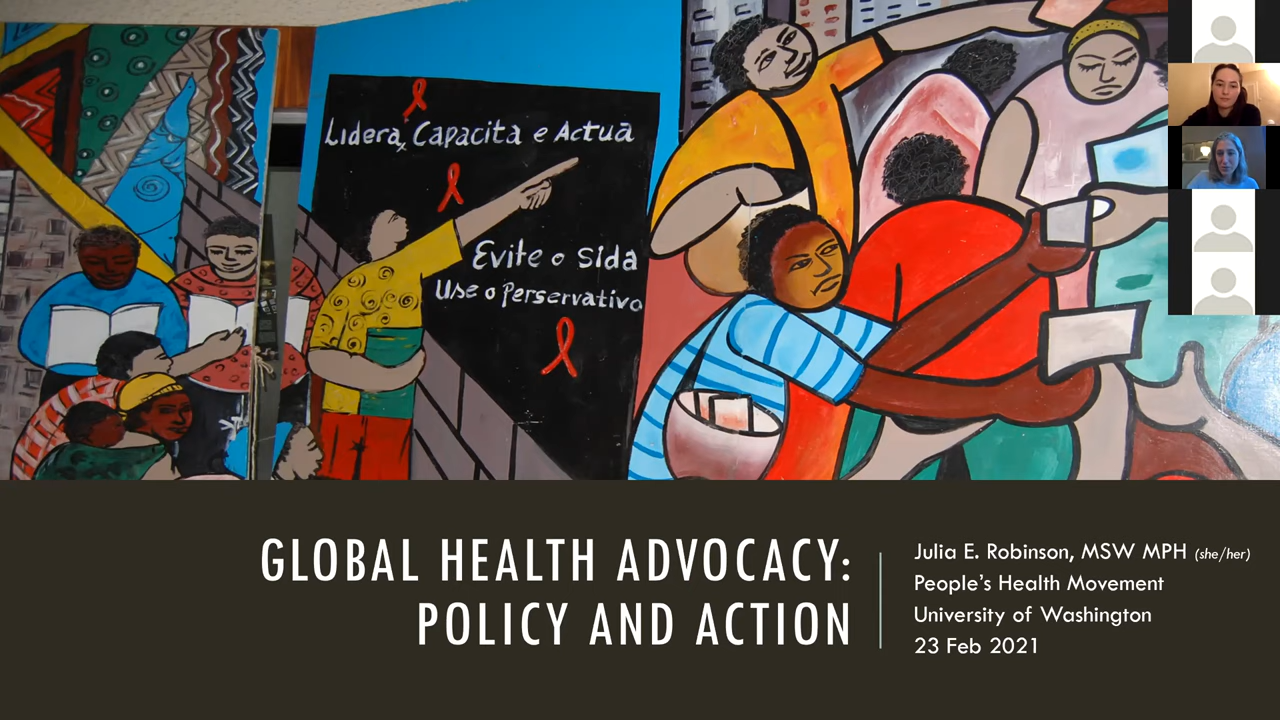 Lidera, Capacita e Actua
Evite o Sida
Use o Perservativo
GLOBAL HEALTH ADVOCACY:
POLICY AND ACTION
Julia E. Robinson, MSW MPH (she/her)
People's Health Movement
University of Washington
23 Feb 2021